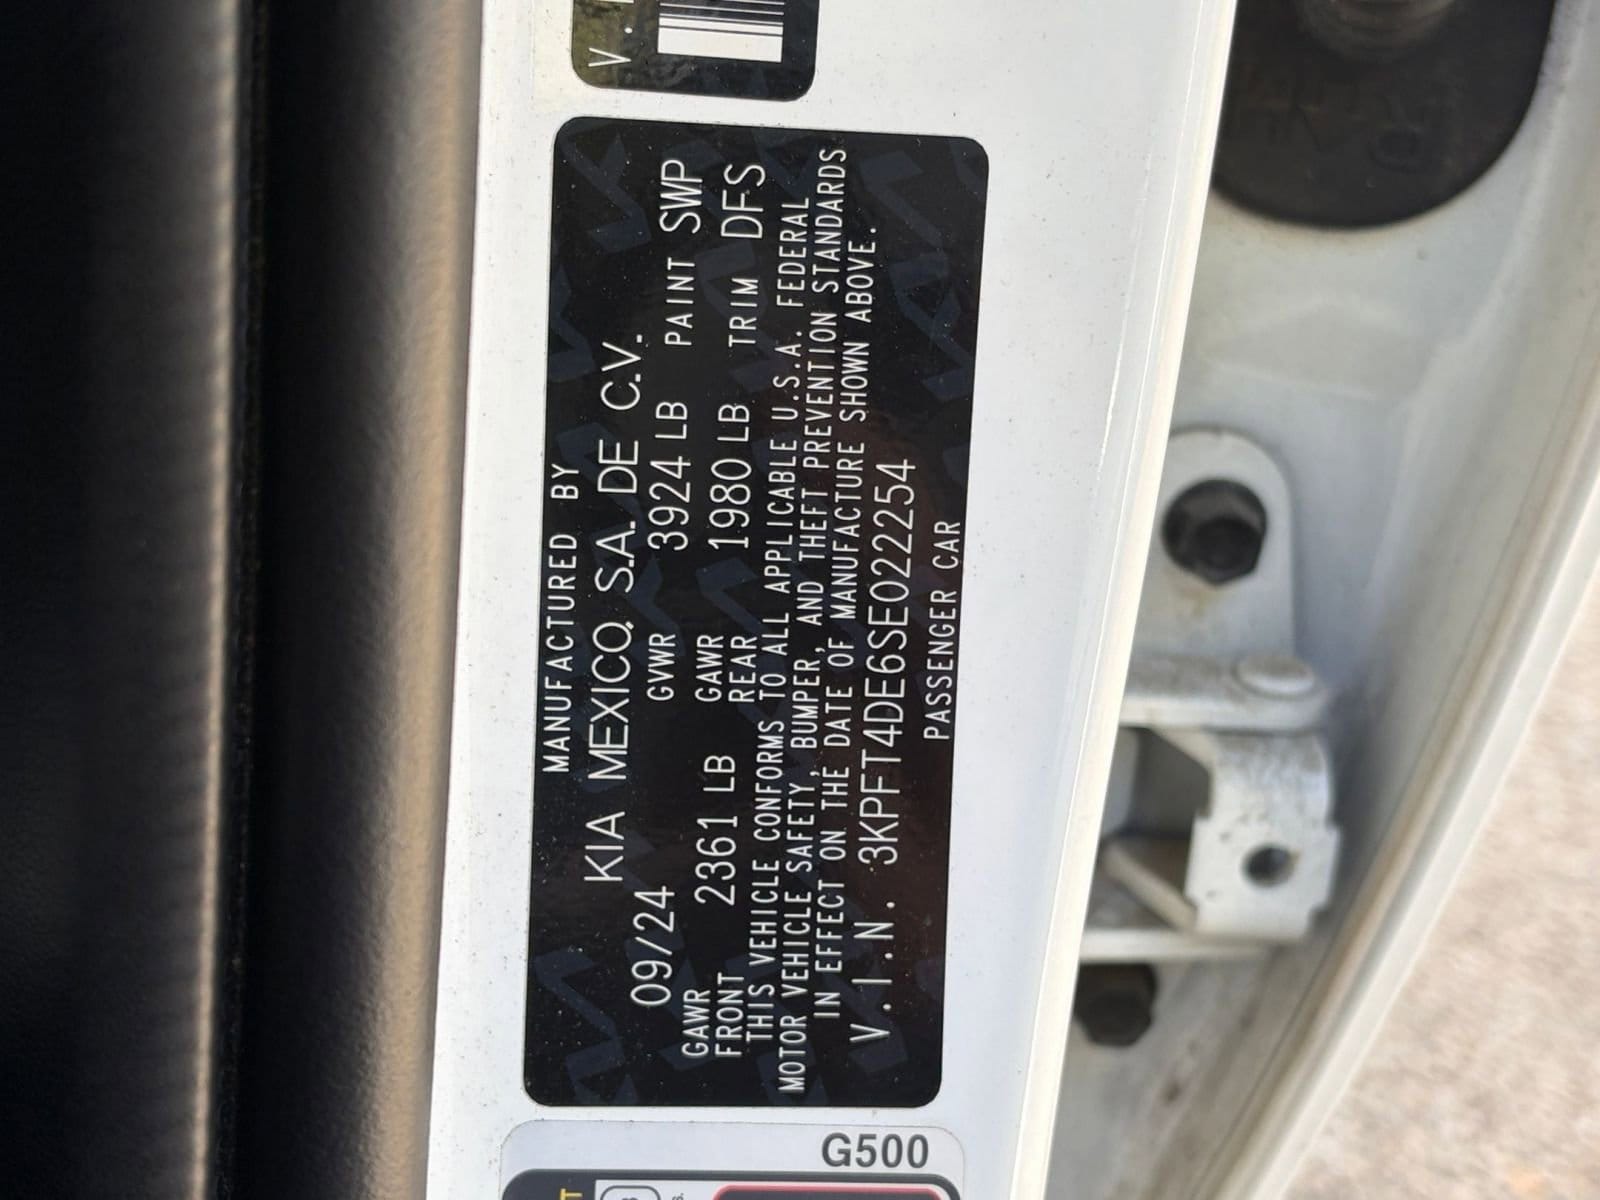 V.
MANUFACTURED BY
KIA MEXICO, S.A. DE C.V.
09/24 GVWR 3924 LB PAINT SWP
GAWR FRONT 2361 LB GAWR REAR 1980 LB TRIM DFS
THIS VEHICLE CONFORMS TO ALL APPLICABLE U.S.A. FEDERAL
MOTOR VEHICLE SAFETY, BUMPER, AND THEFT PREVENTION STANDARDS
IN EFFECT ON THE DATE OF MANUFACTURE SHOWN ABOVE.
V.I.N. 3KPFT4DE6SE022254
PASSENGER CAR
G500